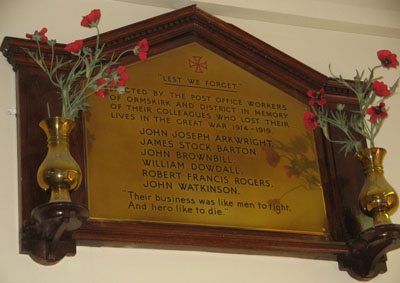 "LEST WE FORGET"
ERECTED BY THE POST OFFICE WORKERS
OF ORMSKIRK AND DISTRICT IN MEMORY
OF THEIR COLLEAGUES WHO LOST THEIR
LIVES IN THE GREAT WAR 1914-1919.
JOHN JOSEPH ARKWRIGHT.
JAMES STOCK BARTON.
JOHN BROWNBILL.
WILLIAM DOWDALL.
ROBERT FRANCIS ROGERS.
JOHN WATKINSON.
"Their business was like men to fight,
And hero like to die."